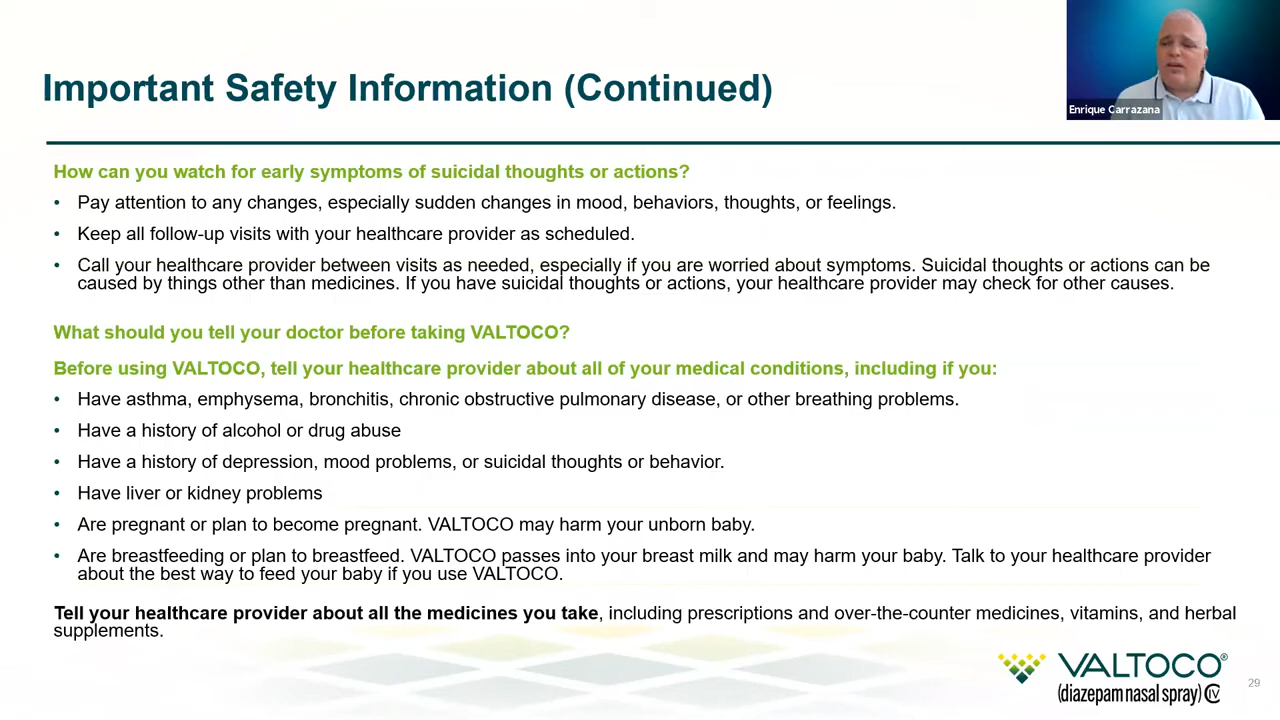 Important Safety Information (Continued)
Enrique Carrazana
How can you watch for early symptoms of suicidal thoughts or actions?
• Pay attention to any changes, especially sudden changes in mood, behaviors, thoughts, or feelings.
• Keep all follow-up visits with your healthcare provider as scheduled.
• Call your healthcare provider between visits as needed, especially if you are worried about symptoms. Suicidal thoughts or actions can be
caused by things other than medicines. If you have suicidal thoughts or actions, your healthcare provider may check for other causes.
What should you tell your doctor before taking VALTOCO?
Before using VALTOCO, tell your healthcare provider about all of your medical conditions, including if you:
• Have asthma, emphysema, bronchitis, chronic obstructive pulmonary disease, or other breathing problems.
• Have a history of alcohol or drug abuse
• Have a history of depression, mood problems, or suicidal thoughts or behavior.
• Have liver or kidney problems
• Are pregnant or plan to become pregnant. VALTOCO may harm your unborn baby.
• Are breastfeeding or plan to breastfeed. VALTOCO passes into your breast milk and may harm your baby. Talk to your healthcare provider
about the best way to feed your baby if you use VALTOCO.
Tell your healthcare provider about all the medicines you take, including prescriptions and over-the-counter medicines, vitamins, and herbal
supplements.
VALTOCO®
(diazepam nasal spray) CIV
29